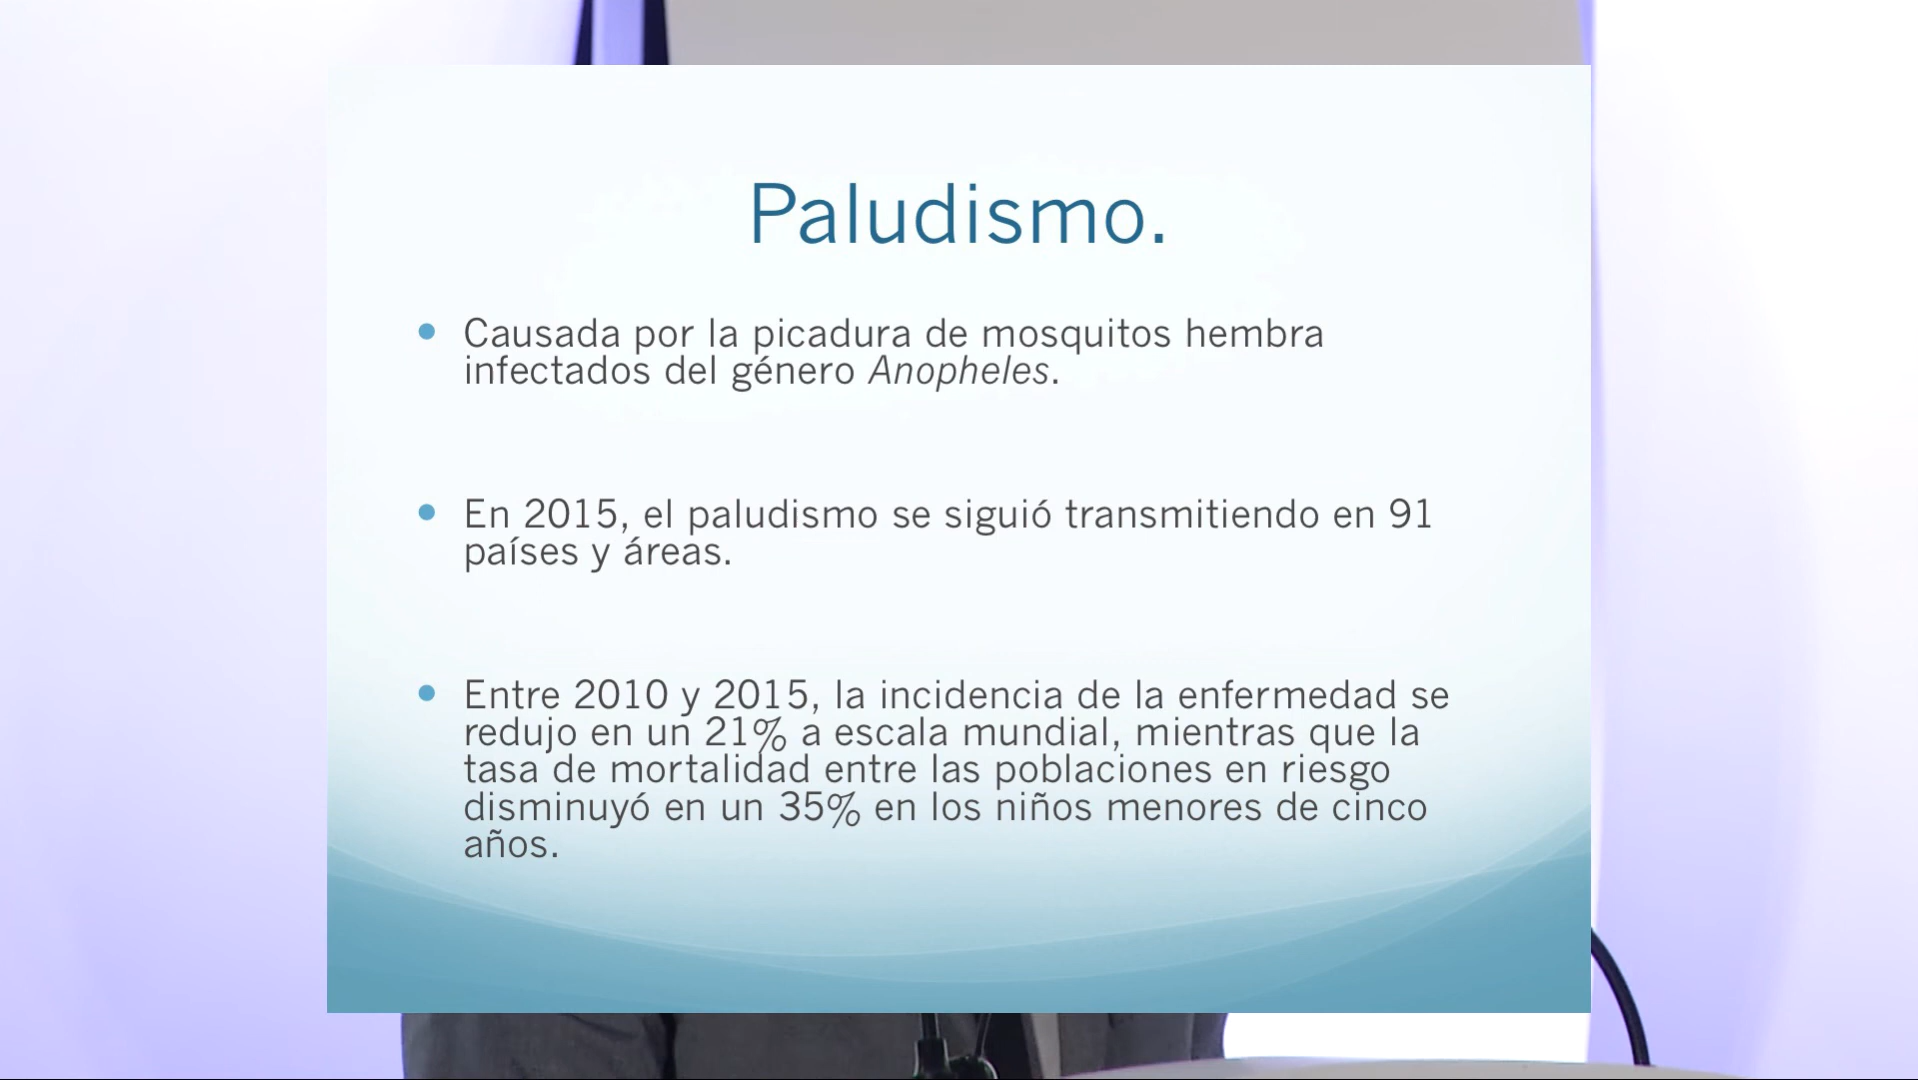 Paludismo.
Causada por la picadura de mosquitos hembra
infectados del género Anopheles.
En 2015, el paludismo se siguió transmitiendo en 91
países y áreas.
Entre 2010 y 2015, la incidencia de la enfermedad se
redujo en un 21% a escala mundial, mientras que la
tasa de mortalidad entre las poblaciones en riesgo
disminuyó en un 35% en los niños menores de cinco
años.